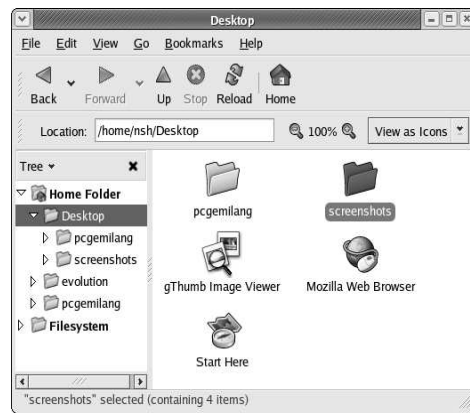 Desktop
File Edit View Go Bookmarks Help
Back Forward Up Stop Reload Home
Location: /home/nsh/Desktop 100% View as Icons
Tree
Home Folder
Desktop
pcgemilang
screenshots
evolution
pcgemilang
Filesystem
pcgemilang screenshots
gThumb Image Viewer Mozilla Web Browser
Start Here
"screenshots" selected (containing 4 items)